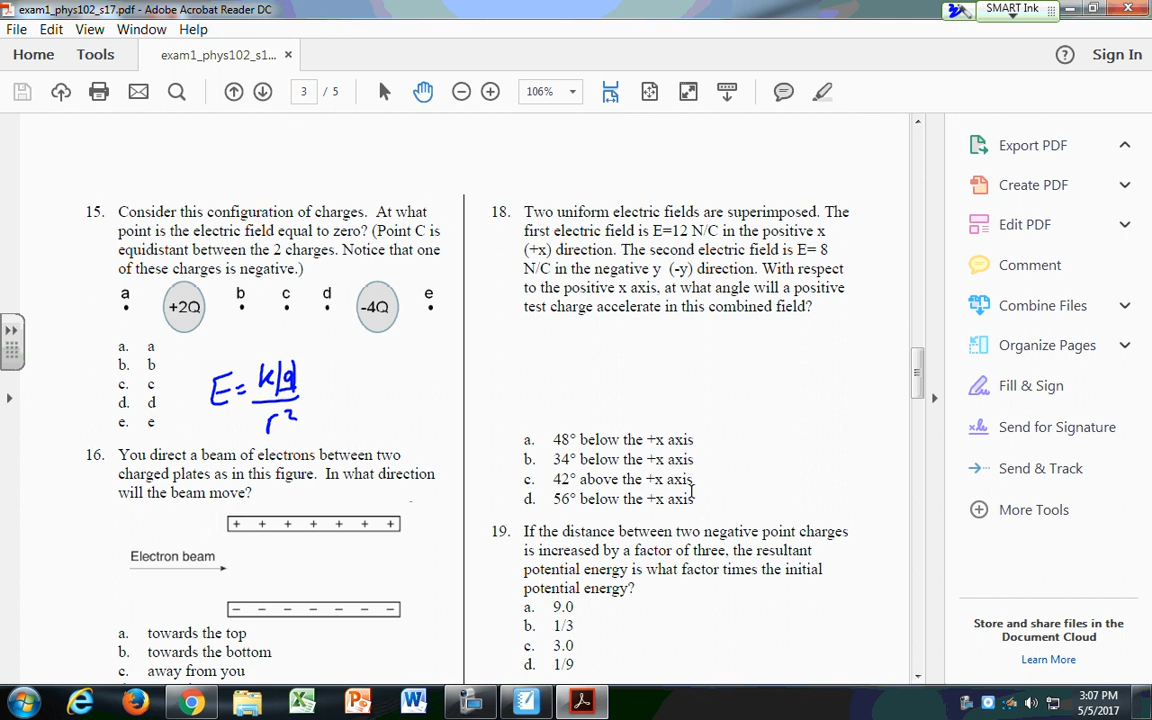 exam1_phys102_s17.pdf - Adobe Acrobat Reader DC
SMART Ink
File Edit View Window Help
Home Tools exam1_phys102_s1... × Sign In
3 / 5 106%
15. Consider this configuration of charges. At what
point is the electric field equal to zero? (Point C is
equidistant between the 2 charges. Notice that one
of these charges is negative.)
a +2Q b c d -4Q e
a. a
b. b
c. c
d. d
e. e
E = k|q|
r²
16. You direct a beam of electrons between two
charged plates as in this figure. In what direction
will the beam move?
+ + + + + + +
Electron beam
− − − − − − −
a. towards the top
b. towards the bottom
c. away from you
18. Two uniform electric fields are superimposed. The
first electric field is E=12 N/C in the positive x
(+x) direction. The second electric field is E= 8
N/C in the negative y (-y) direction. With respect
to the positive x axis, at what angle will a positive
test charge accelerate in this combined field?
a. 48° below the +x axis
b. 34° below the +x axis
c. 42° above the +x axis
d. 56° below the +x axis
19. If the distance between two negative point charges
is increased by a factor of three, the resultant
potential energy is what factor times the initial
potential energy?
a. 9.0
b. 1/3
c. 3.0
d. 1/9
Export PDF
Create PDF
Edit PDF
Comment
Combine Files
Organize Pages
Fill & Sign
Send for Signature
Send & Track
More Tools
Store and share files in the
Document Cloud
Learn More
3:07 PM
5/5/2017